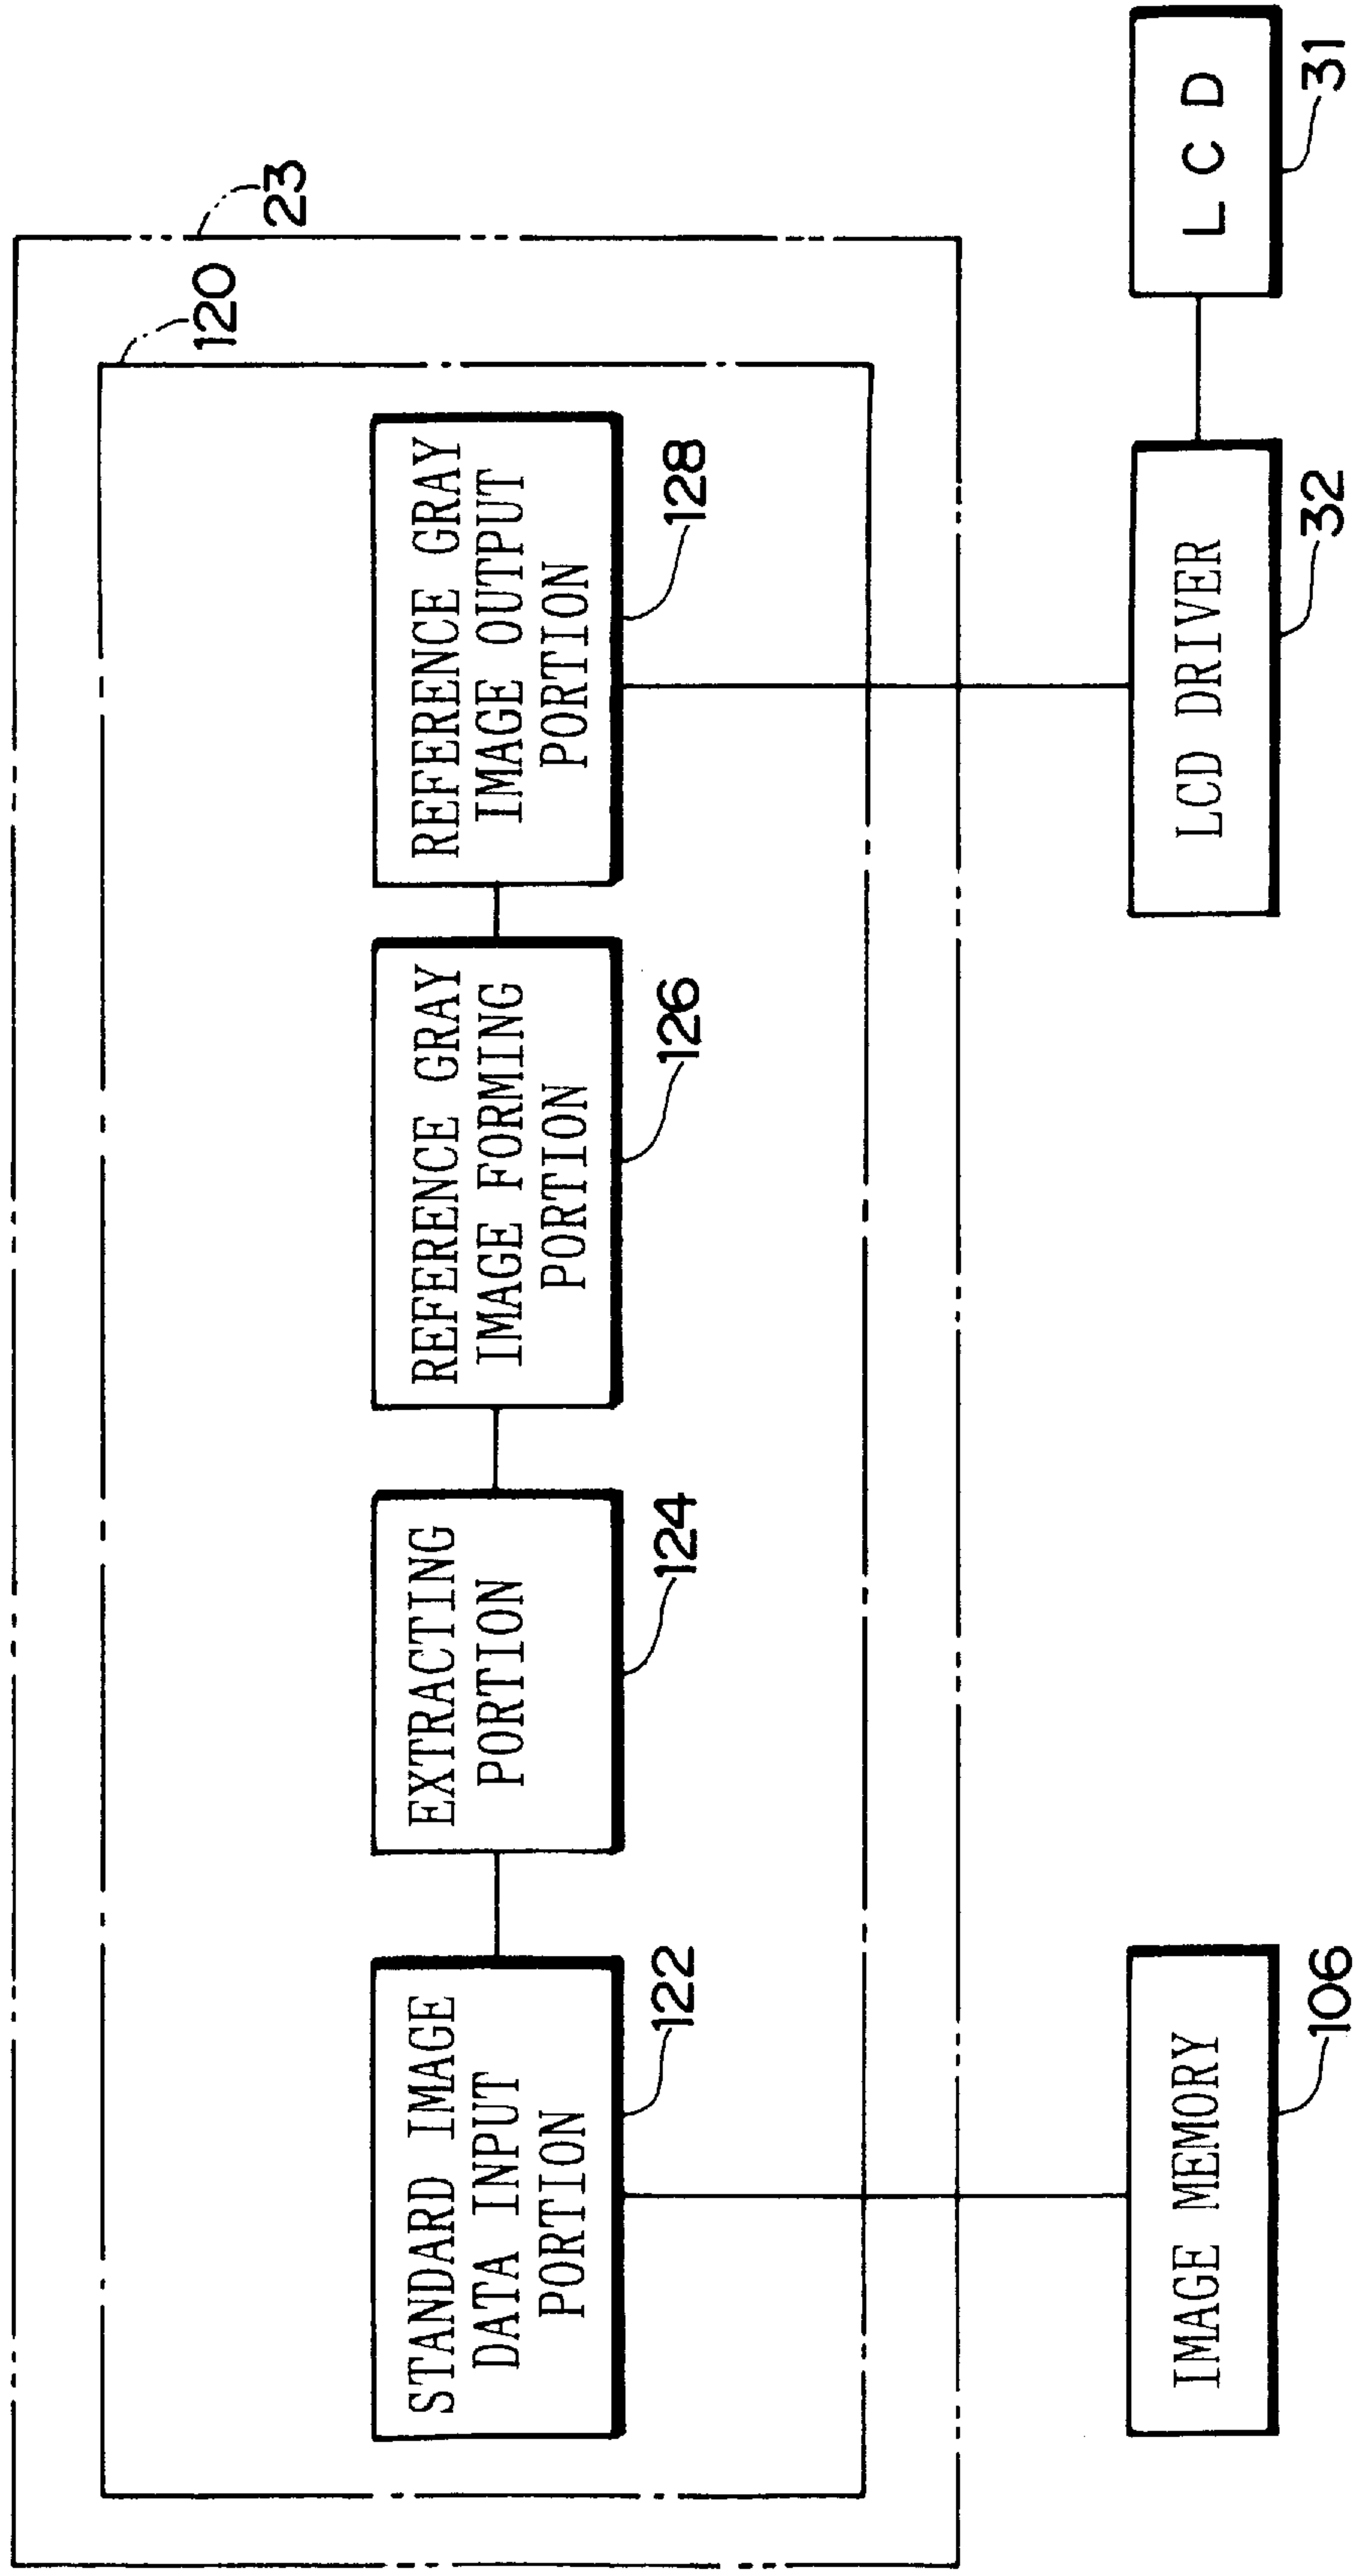 23
120
STANDARD IMAGE
DATA INPUT
PORTION
122
EXTRACTING
PORTION
124
REFERENCE GRAY
IMAGE FORMING
PORTION
126
REFERENCE GRAY
IMAGE OUTPUT
PORTION
128
IMAGE MEMORY
106
LCD DRIVER
32
LCD
31